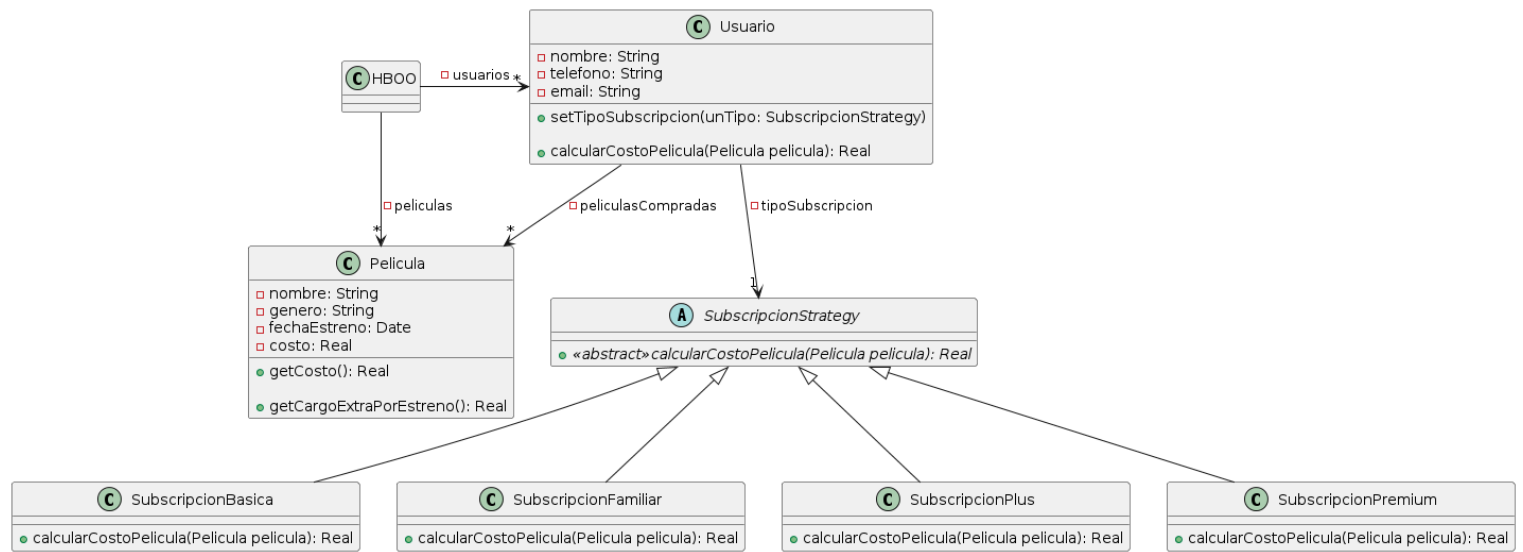 C Usuario
- nombre: String
- telefono: String
- email: String
+ setTipoSubscripcion(unTipo: SubscripcionStrategy)
+ calcularCostoPelicula(Pelicula pelicula): Real
C HBOO
usuarios *
peliculas
*
peliculasCompradas
*
tipoSubscripcion
1
C Pelicula
nombre: String
genero: String
fechaEstreno: Date
costo: Real
getCosto(): Real
getCargoExtraPorEstreno(): Real
A SubscripcionStrategy
«abstract»calcularCostoPelicula(Pelicula pelicula): Real
C SubscripcionBasica
calcularCostoPelicula(Pelicula pelicula): Real
C SubscripcionFamiliar
calcularCostoPelicula(Pelicula pelicula): Real
C SubscripcionPlus
calcularCostoPelicula(Pelicula pelicula): Real
C SubscripcionPremium
calcularCostoPelicula(Pelicula pelicula): Real